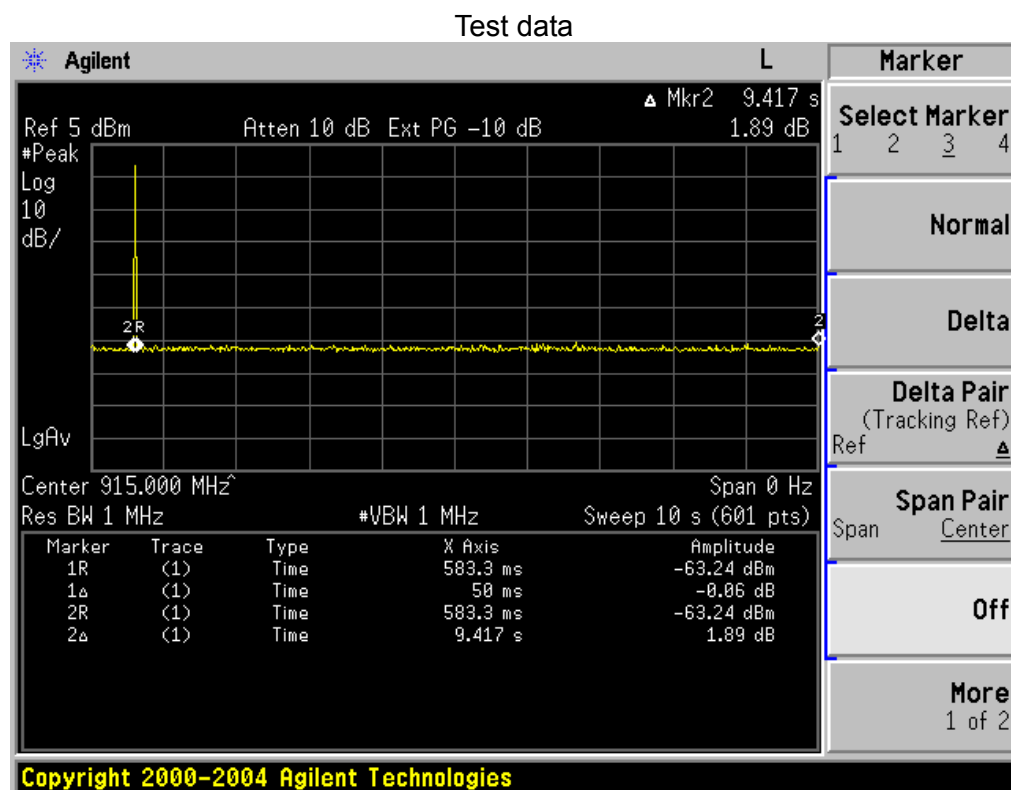 Test data
Agilent L Marker
Δ Mkr2 9.417 s
Ref 5 dBm Atten 10 dB Ext PG -10 dB 1.89 dB
#Peak
Log
10
dB/
2R
2
LgAv
Center 915.000 MHz^ Span 0 Hz
Res BW 1 MHz #VBW 1 MHz Sweep 10 s (601 pts)
Marker Trace Type X Axis Amplitude
1R (1) Time 583.3 ms -63.24 dBm
1Δ (1) Time 50 ms -0.06 dB
2R (1) Time 583.3 ms -63.24 dBm
2Δ (1) Time 9.417 s 1.89 dB
Select Marker
1 2 3 4
Normal
Delta
Delta Pair
(Tracking Ref)
Ref Δ
Span Pair
Span Center
Off
More
1 of 2
Copyright 2000-2004 Agilent Technologies